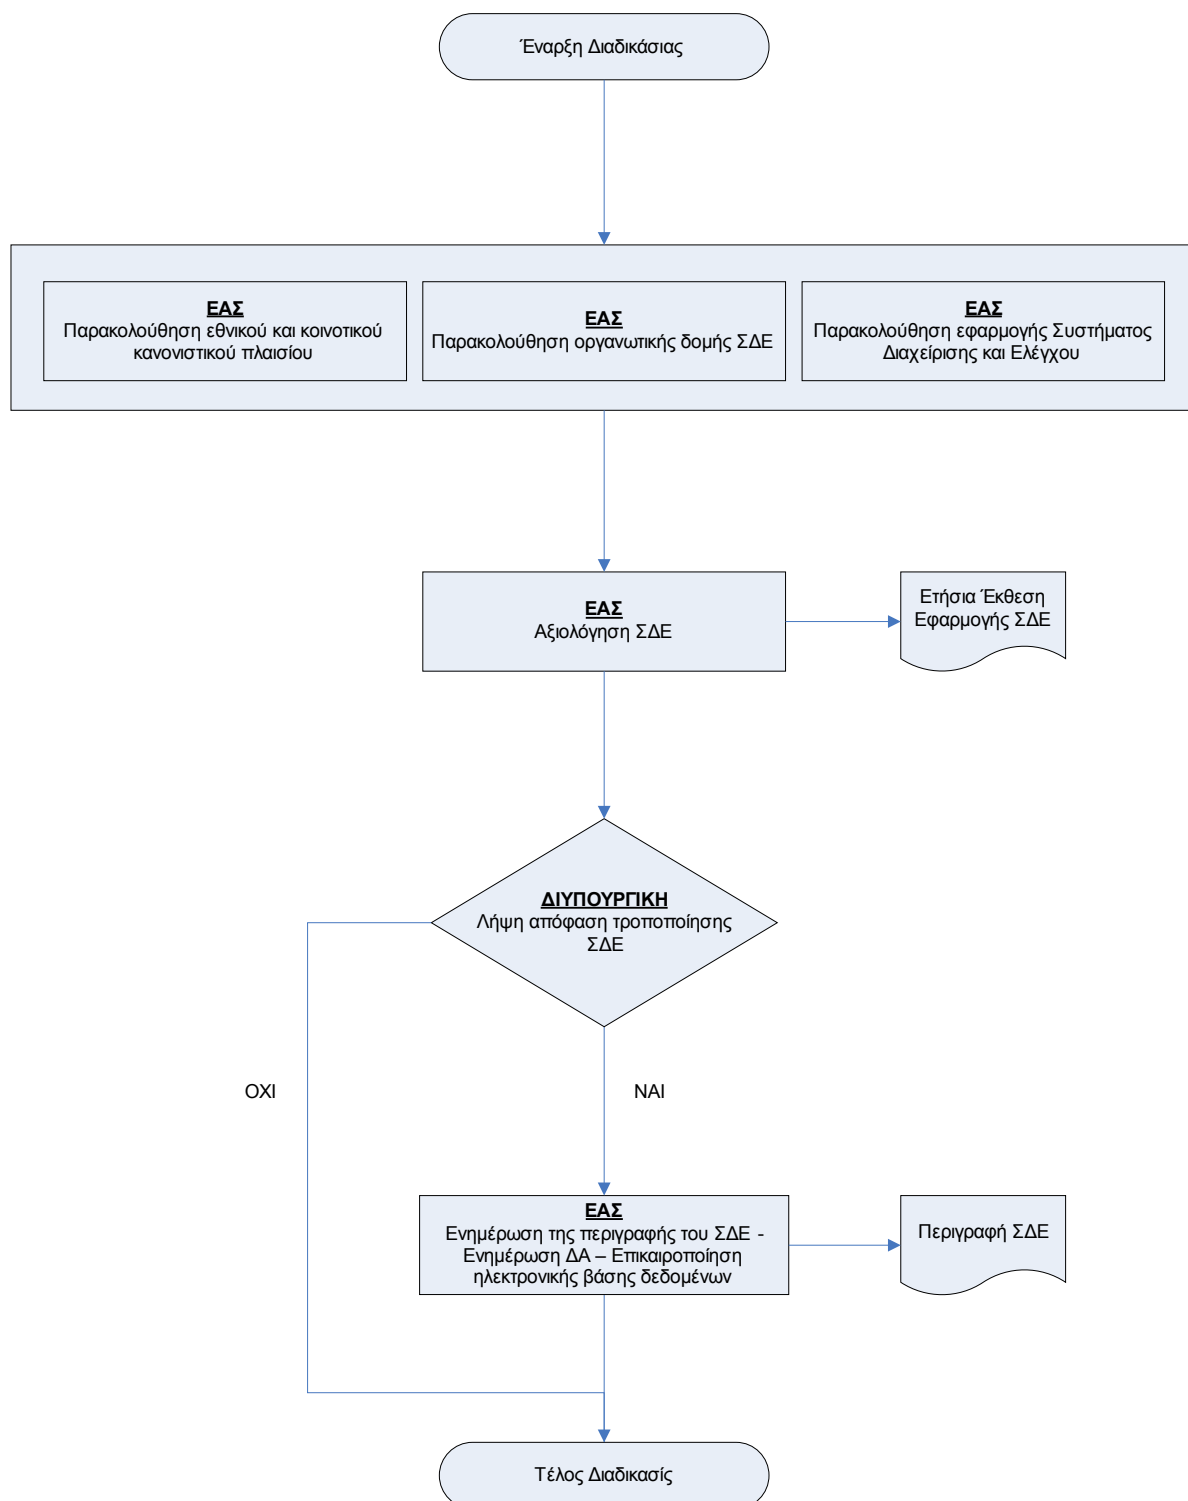 Έναρξη Διαδικάσιας
ΕΑΣ
Παρακολούθηση εθνικού και κοινοτικού
κανονιστικού πλαισίου
ΕΑΣ
Παρακολούθηση οργανωτικής δομής ΣΔΕ
ΕΑΣ
Παρακολούθηση εφαρμογής Συστήματος
Διαχείρισης και Ελέγχου
ΕΑΣ
Αξιολόγηση ΣΔΕ
Ετήσια Έκθεση
Εφαρμογής ΣΔΕ
ΔΙΥΠΟΥΡΓΙΚΗ
Λήψη απόφαση τροποποίησης
ΣΔΕ
ΟΧΙ
ΝΑΙ
ΕΑΣ
Ενημέρωση της περιγραφής του ΣΔΕ -
Ενημέρωση ΔΑ – Επικαιροποίηση
ηλεκτρονικής βάσης δεδομένων
Περιγραφή ΣΔΕ
Τέλος Διαδικασίς